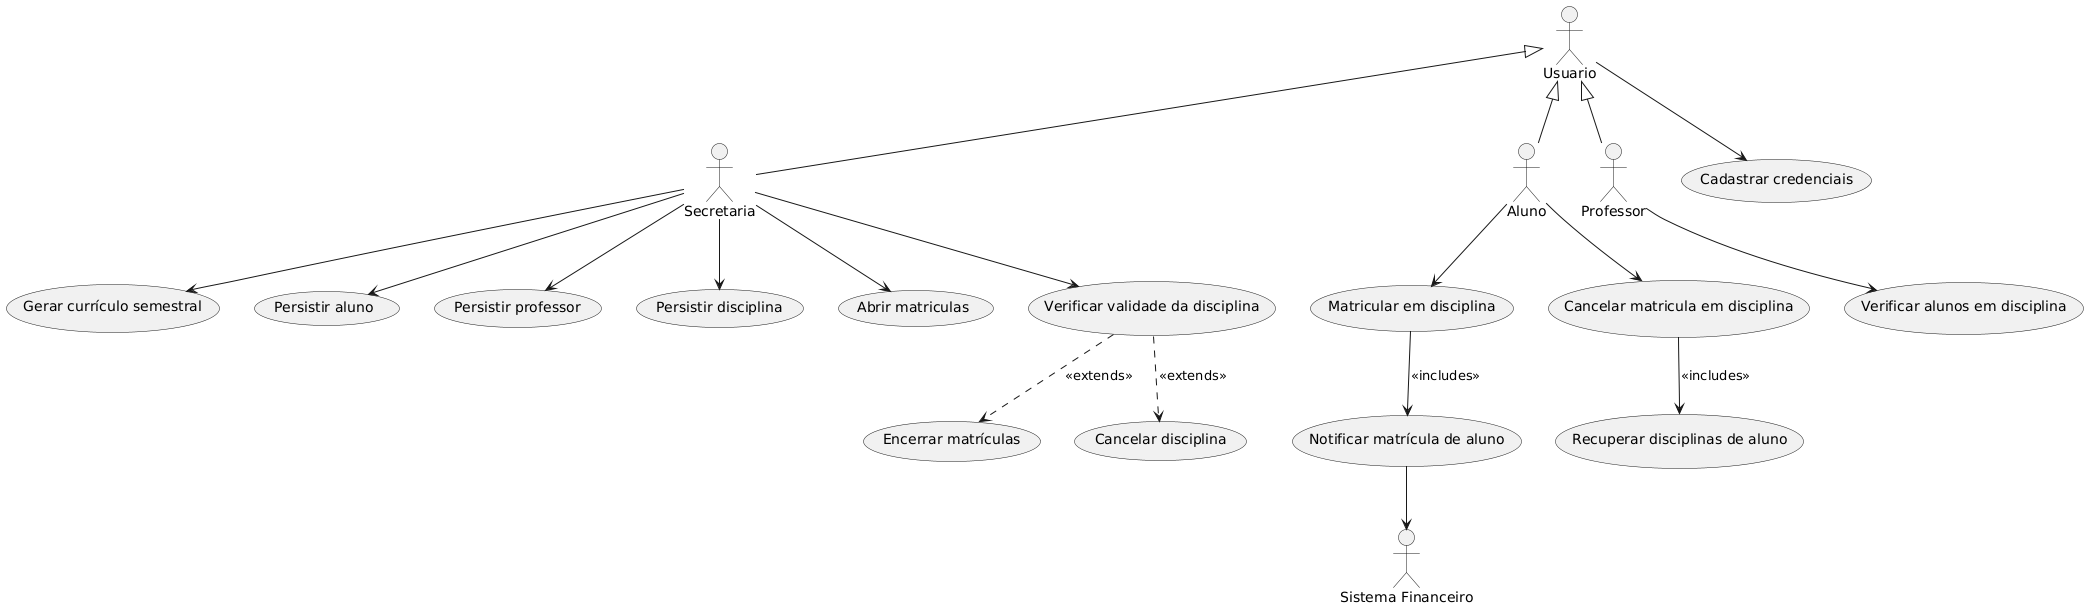 Usuario
Secretaria
Aluno
Professor
Cadastrar credenciais
Gerar currículo semestral
Persistir aluno
Persistir professor
Persistir disciplina
Abrir matriculas
Verificar validade da disciplina
Matricular em disciplina
Cancelar matricula em disciplina
Verificar alunos em disciplina
«extends»
«extends»
«includes»
«includes»
Encerrar matrículas
Cancelar disciplina
Notificar matrícula de aluno
Recuperar disciplinas de aluno
Sistema Financeiro